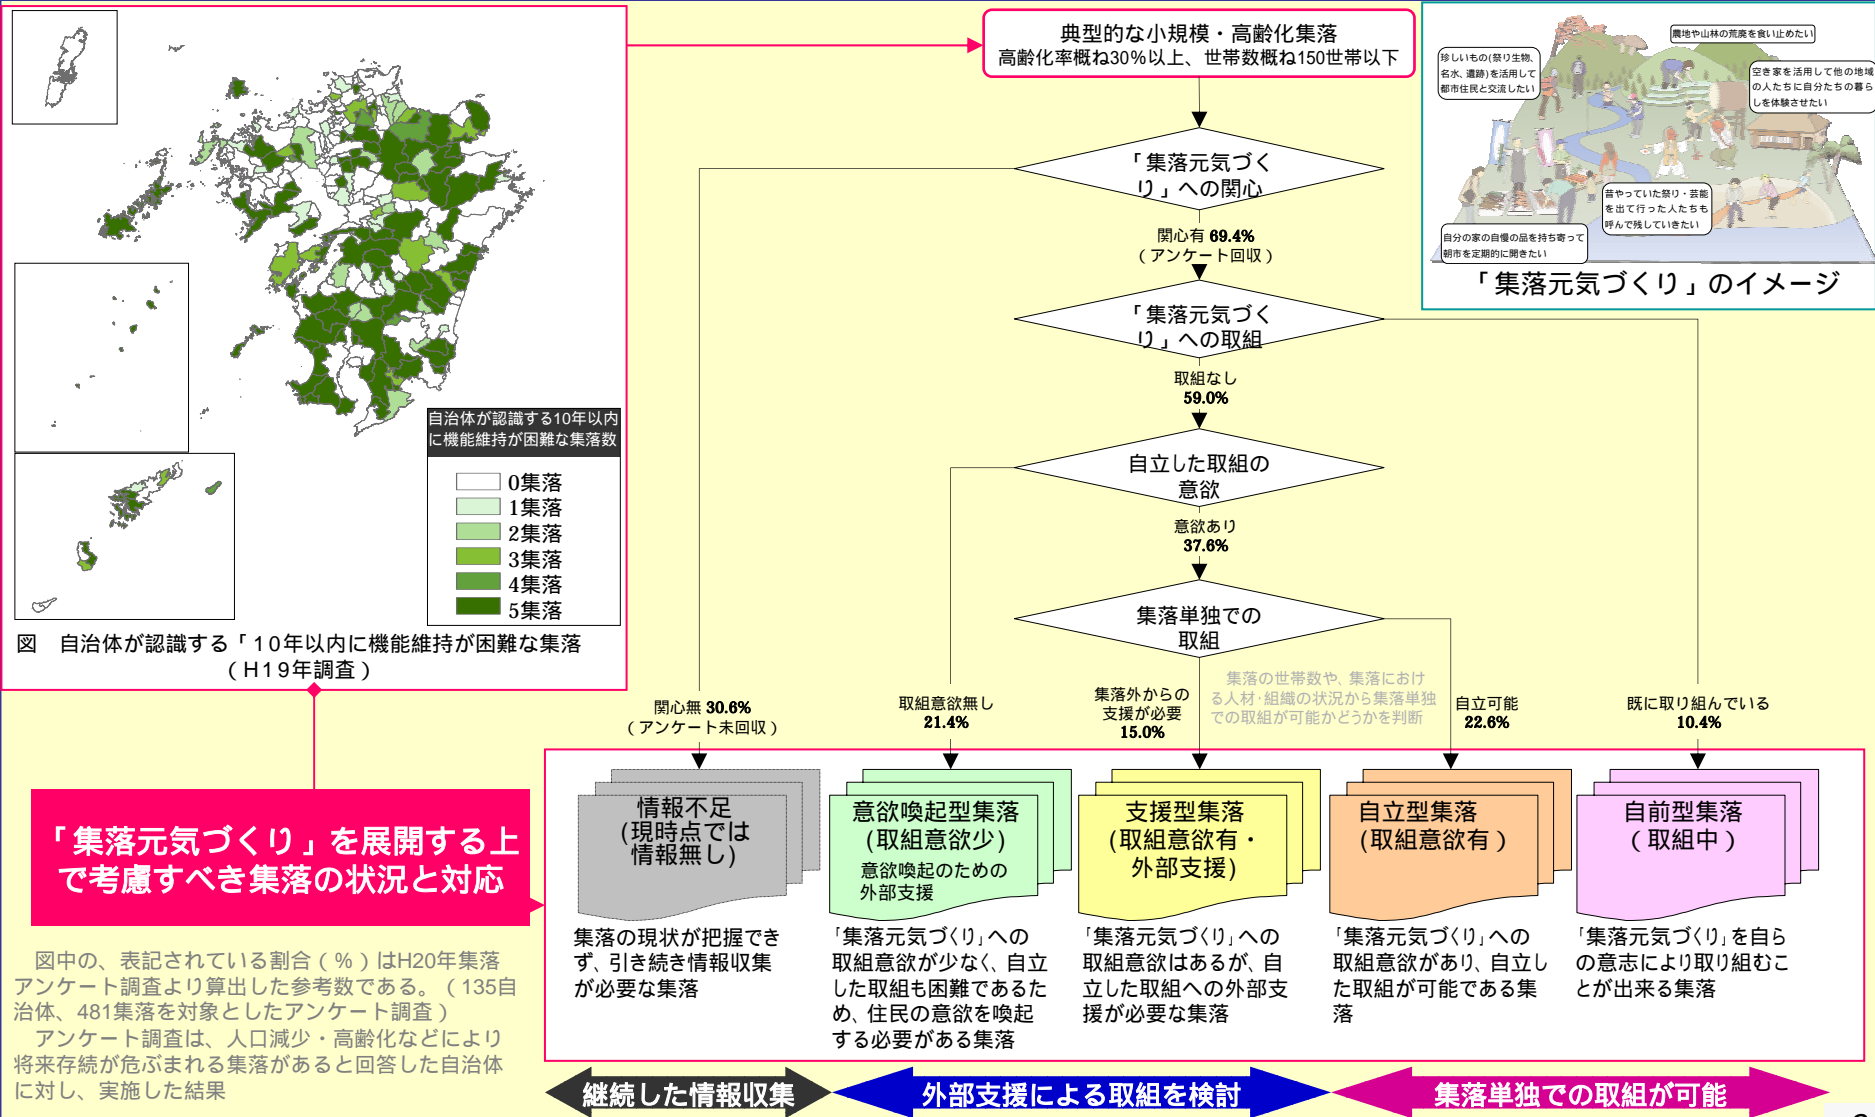 典型的な小規模・高齢化集落
高齢化率概ね30%以上、世帯数概ね150世帯以下
農地や山林の荒廃を食い止めたい
珍しいもの(祭り生物、
名水、遺跡)を活用して
都市住民と交流したい
空き家を活用して他の地域
の人たちに自分たちの暮ら
しを体験させたい
昔やっていた祭り・芸能
を出て行った人たちも
呼んで残していきたい
自分の家の自慢の品を持ち寄って
朝市を定期的に開きたい
「集落元気づくり」のイメージ
「集落元気づく
り」への関心
関心有 69.4%
(アンケート回収)
「集落元気づく
り」への取組
取組なし
59.0%
自立した取組の
意欲
意欲あり
37.6%
集落単独での
取組
集落の世帯数や、集落におけ
る人材・組織の状況から集落単独
での取組が可能かどうかを判断
関心無 30.6%
(アンケート未回収)
取組意欲無し
21.4%
集落外からの
支援が必要
15.0%
自立可能
22.6%
既に取り組んでいる
10.4%
自治体が認識する10年以内
に機能維持が困難な集落数
0集落
1集落
2集落
3集落
4集落
5集落
図 自治体が認識する「10年以内に機能維持が困難な集落
(H19年調査)
「集落元気づくり」を展開する上
で考慮すべき集落の状況と対応
図中の、表記されている割合(%)はH20年集落
アンケート調査より算出した参考数である。(135自
治体、481集落を対象としたアンケート調査)
アンケート調査は、人口減少・高齢化などにより
将来存続が危ぶまれる集落があると回答した自治体
に対し、実施した結果
情報不足
(現時点では
情報無し)
集落の現状が把握でき
ず、引き続き情報収集
が必要な集落
意欲喚起型集落
(取組意欲少)
意欲喚起のための
外部支援
「集落元気づくり」への
取組意欲が少なく、自立
した取組も困難であるた
め、住民の意欲を喚起
する必要がある集落
支援型集落
(取組意欲有・
外部支援)
「集落元気づくり」への
取組意欲はあるが、自
立した取組への外部支
援が必要な集落
自立型集落
(取組意欲有)
「集落元気づくり」への
取組意欲があり、自立し
た取組が可能である集
落
自前型集落
(取組中)
「集落元気づくり」を自ら
の意志により取り組むこ
とが出来る集落
継続した情報収集
外部支援による取組を検討
集落単独での取組が可能